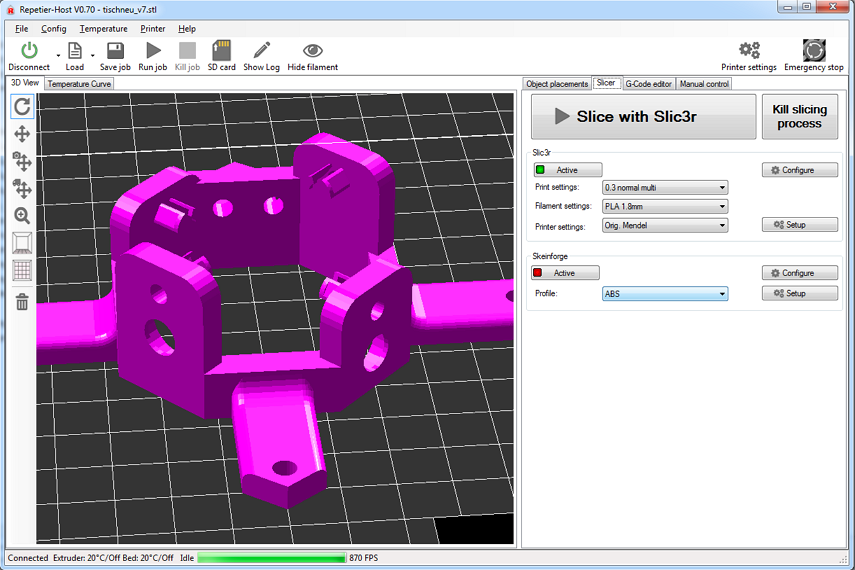 Repetier-Host V0.70 - tischneu_v7.stl
File Config Temperature Printer Help
Disconnect Load Save job Run job Kill job SD card Show Log Hide filament Printer settings Emergency stop
3D View Temperature Curve
Object placements Slicer G-Code editor Manual control
Slice with Slic3r
Kill slicing
process
Slic3r
Active Configure
Print settings: 0.3 normal multi
Filament settings: PLA 1.8mm
Printer settings: Orig. Mendel Setup
Skeinforge
Active Configure
Profile: ABS Setup
Connected Extruder: 20°C/Off Bed: 20°C/Off Idle 870 FPS